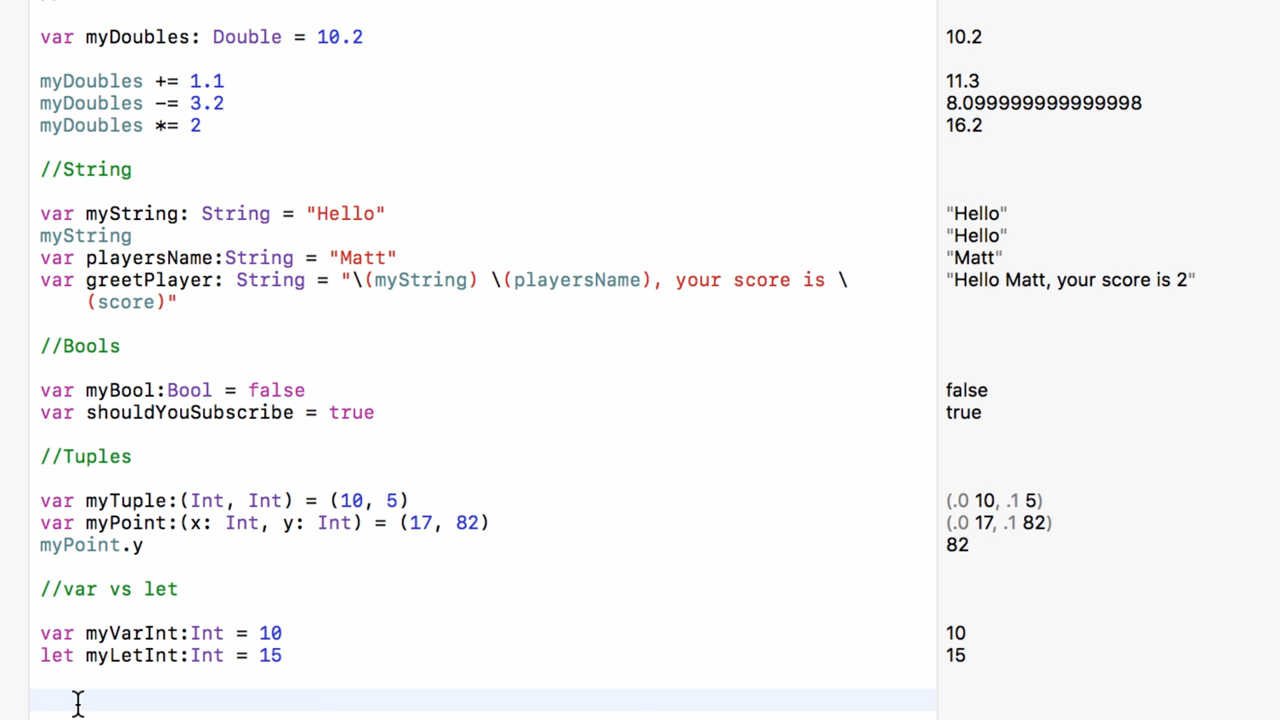 var myDoubles: Double = 10.2 10.2
myDoubles += 1.1 11.3
myDoubles -= 3.2 8.099999999999998
myDoubles *= 2 16.2
//String
var myString: String = "Hello" "Hello"
myString "Hello"
var playersName:String = "Matt" "Matt"
var greetPlayer: String = "\(myString) \(playersName), your score is \ "Hello Matt, your score is 2"
(score)"
//Bools
var myBool:Bool = false false
var shouldYouSubscribe = true true
//Tuples
var myTuple:(Int, Int) = (10, 5) (.0 10, .1 5)
var myPoint:(x: Int, y: Int) = (17, 82) (.0 17, .1 82)
myPoint.y 82
//var vs let
var myVarInt:Int = 10 10
let myLetInt:Int = 15 15